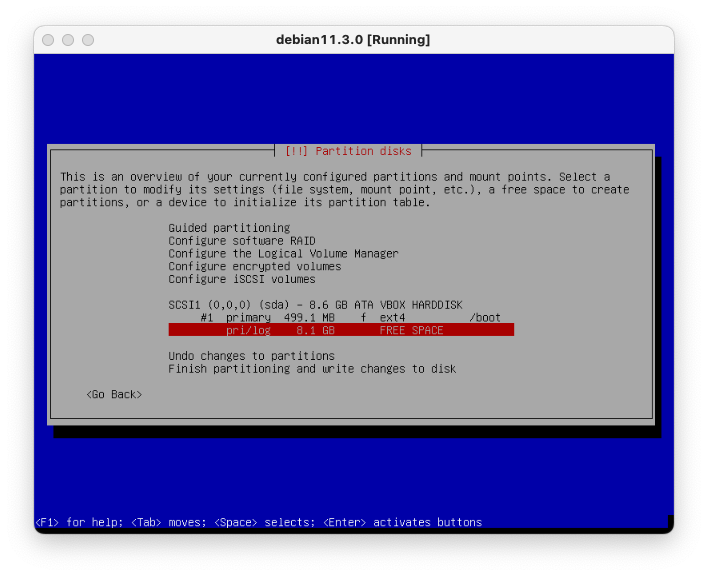 debian11.3.0 [Running]
[!!] Partition disks
This is an overview of your currently configured partitions and mount points. Select a
partition to modify its settings (file system, mount point, etc.), a free space to create
partitions, or a device to initialize its partition table.
Guided partitioning
Configure software RAID
Configure the Logical Volume Manager
Configure encrypted volumes
Configure iSCSI volumes
SCSI1 (0,0,0) (sda) - 8.6 GB ATA VBOX HARDDISK
#1 primary 499.1 MB f ext4 /boot
pri/log 8.1 GB FREE SPACE
Undo changes to partitions
Finish partitioning and write changes to disk
<Go Back>
<F1> for help; <Tab> moves; <Space> selects; <Enter> activates buttons